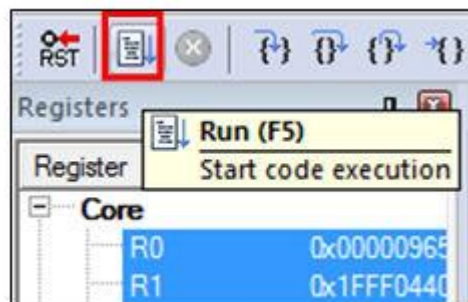 RST
{} {} {} {}
Registers
Run (F5)
Register
Start code execution
Core
R0 0x00000965
R1 0x1FFF0440